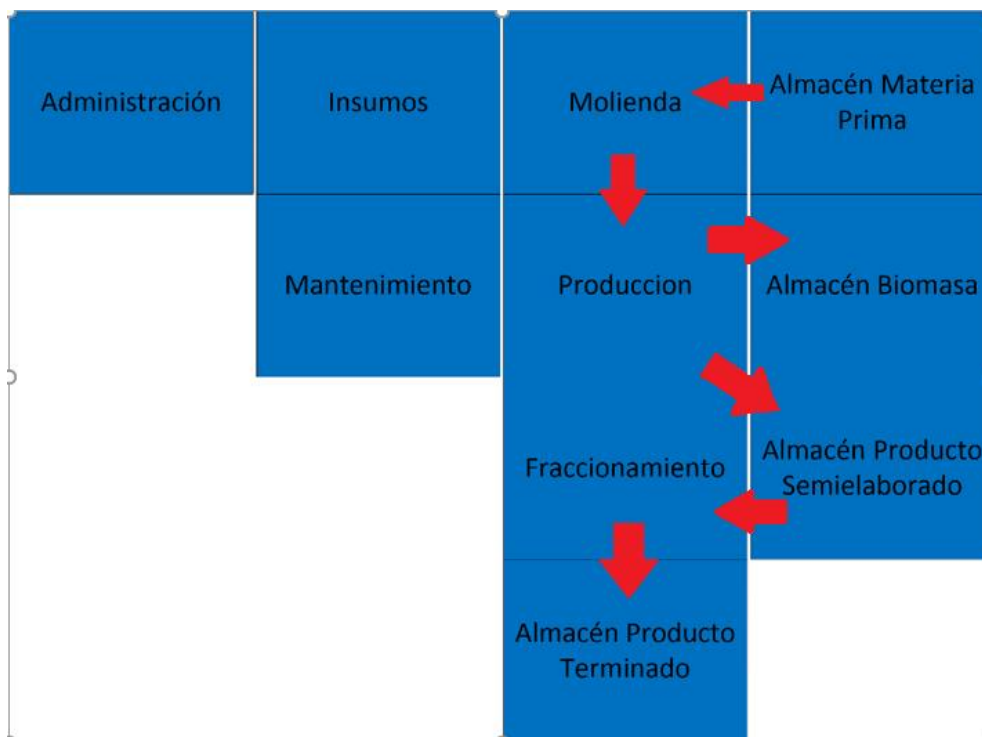 Administración
Insumos
Molienda
Almacén Materia
Prima
Mantenimiento
Produccion
Almacén Biomasa
Fraccionamiento
Almacén Producto
Semielaborado
Almacén Producto
Terminado